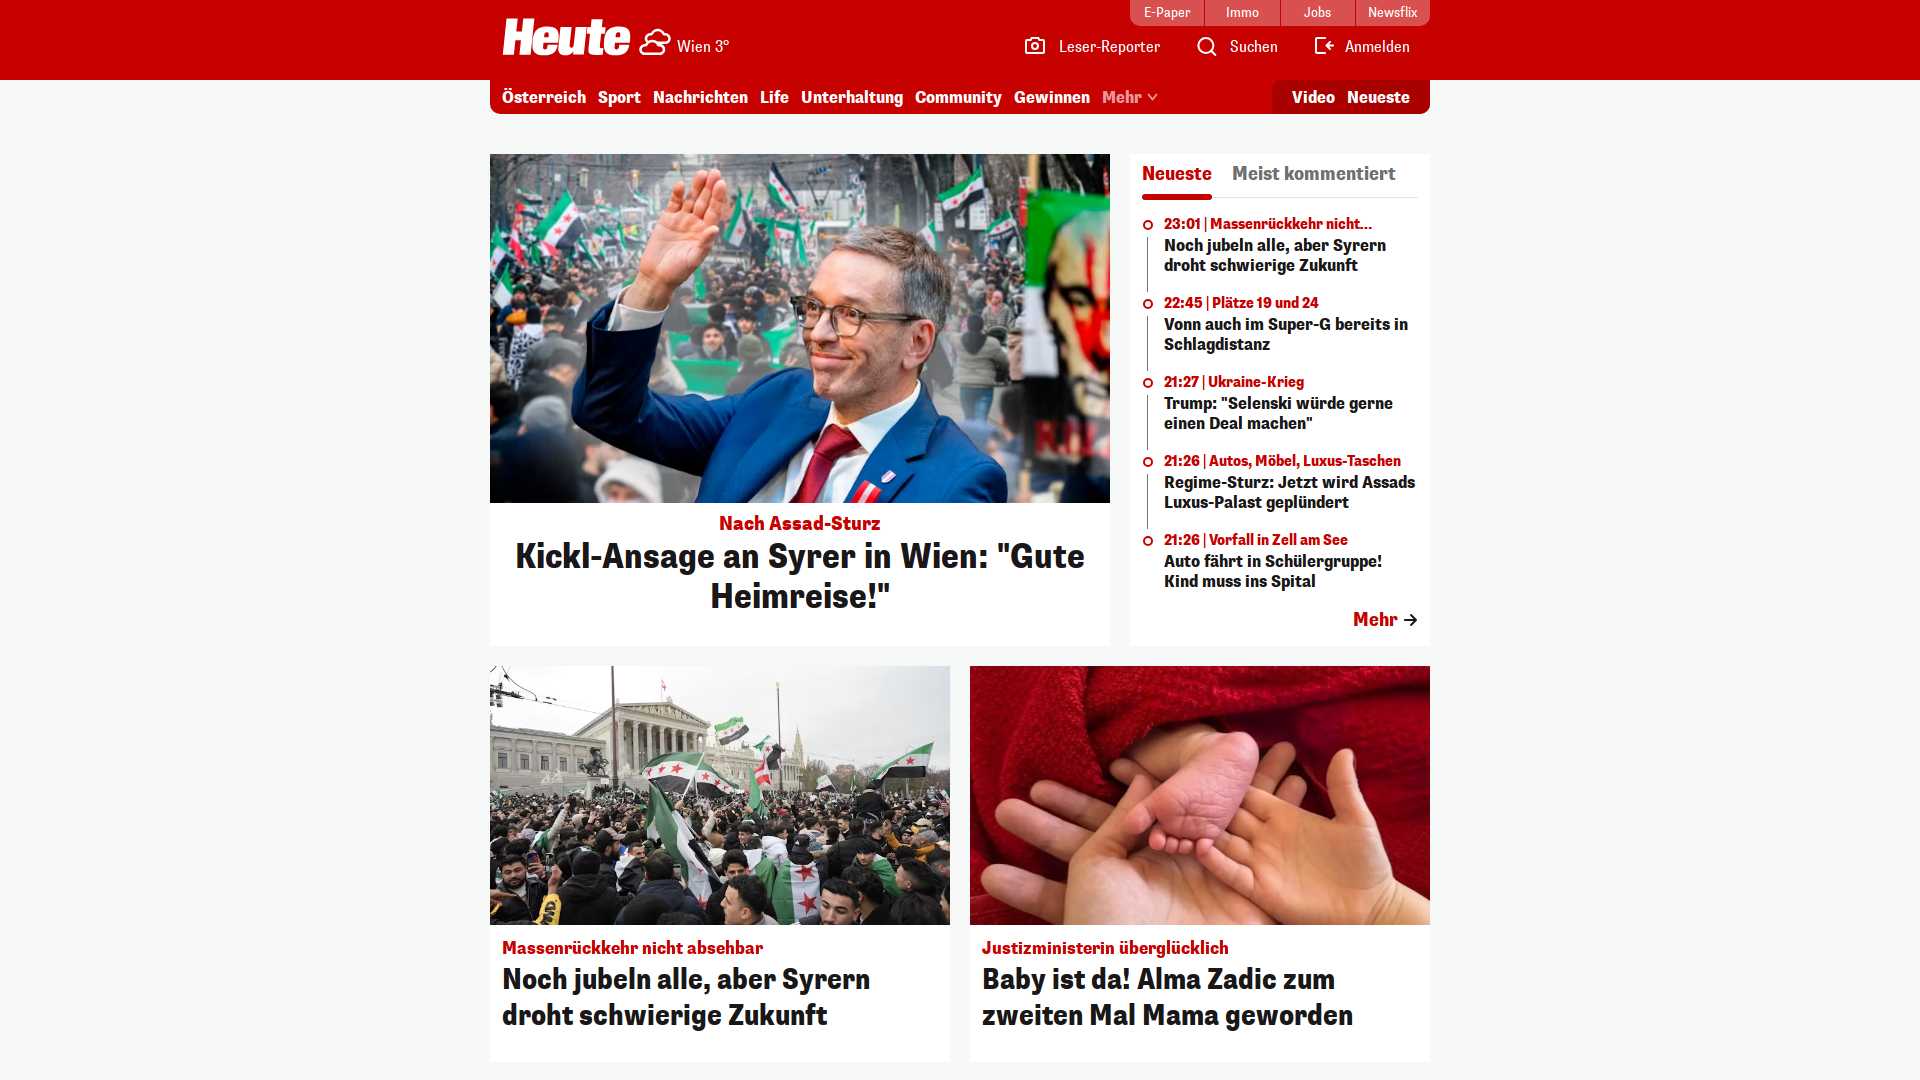 E-Paper
Immo
Jobs
Newsflix
Heute
Wien 3°
Leser-Reporter
Suchen
Anmelden
Österreich
Sport
Nachrichten
Life
Unterhaltung
Community
Gewinnen
Mehr
Video
Neueste
Nach Assad-Sturz
Kickl-Ansage an Syrer in Wien: "Gute
Heimreise!"
Neueste
Meist kommentiert
23:01 | Massenrückkehr nicht...
Noch jubeln alle, aber Syrern
droht schwierige Zukunft
22:45 | Plätze 19 und 24
Vonn auch im Super-G bereits in
Schlagdistanz
21:27 | Ukraine-Krieg
Trump: "Selenski würde gerne
einen Deal machen"
21:26 | Autos, Möbel, Luxus-Taschen
Regime-Sturz: Jetzt wird Assads
Luxus-Palast geplündert
21:26 | Vorfall in Zell am See
Auto fährt in Schülergruppe!
Kind muss ins Spital
Mehr
Massenrückkehr nicht absehbar
Noch jubeln alle, aber Syrern
droht schwierige Zukunft
Justizministerin überglücklich
Baby ist da! Alma Zadic zum
zweiten Mal Mama geworden